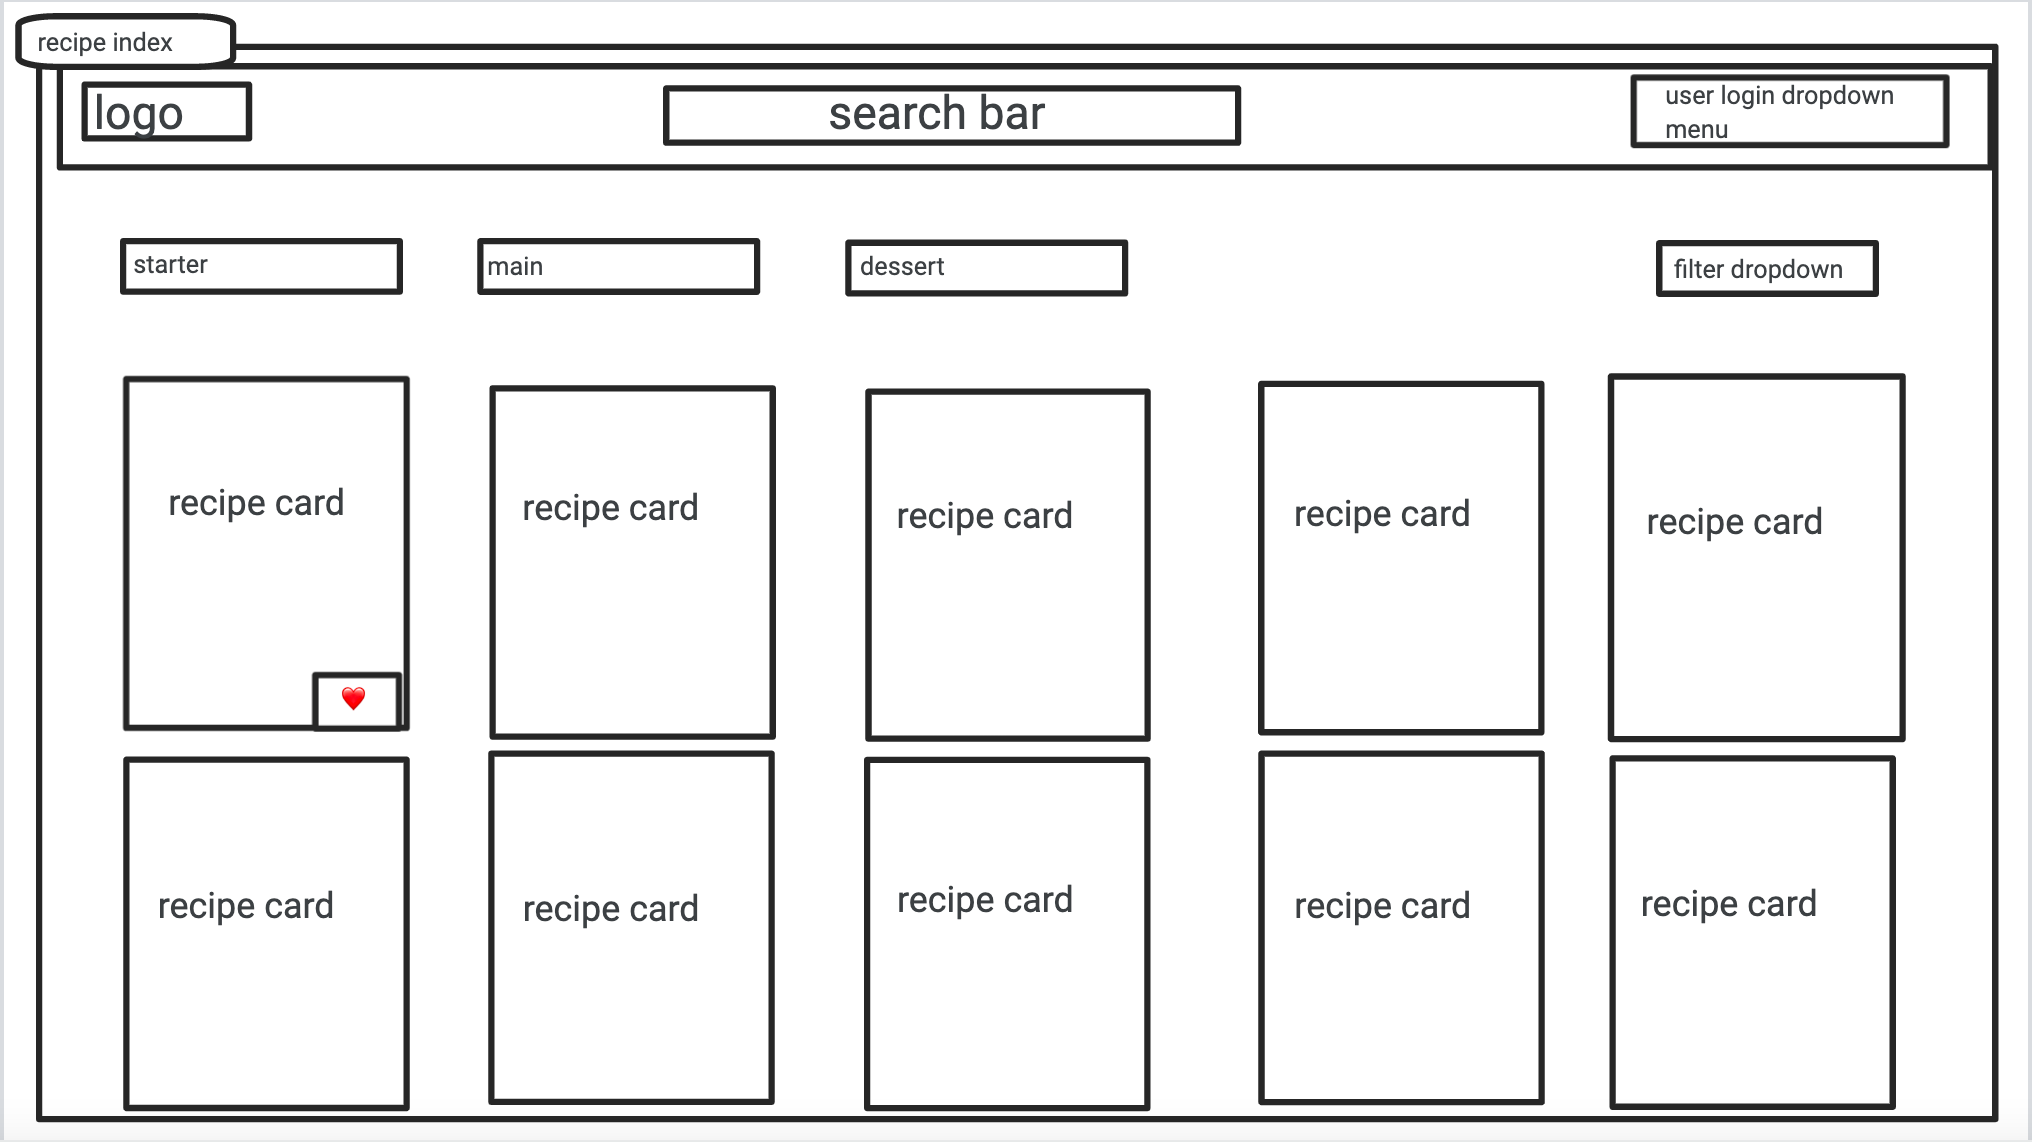 recipe index
logo
search bar
user login dropdown
menu
starter
main
dessert
filter dropdown
recipe card
recipe card
recipe card
recipe card
recipe card
recipe card
recipe card
recipe card
recipe card
recipe card